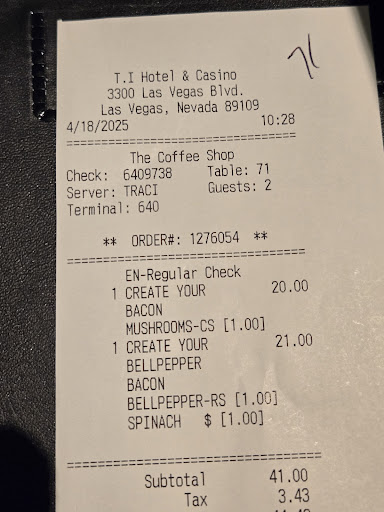 71
T.I Hotel & Casino
3300 Las Vegas Blvd.
Las Vegas, Nevada 89109
4/18/2025 10:28
==============================
The Coffee Shop
Check: 6409738 Table: 71
Server: TRACI Guests: 2
Terminal: 640
** ORDER#: 1276054 **
==============================
EN-Regular Check
1 CREATE YOUR 20.00
BACON
MUSHROOMS-CS [1.00]
1 CREATE YOUR 21.00
BELLPEPPER
BACON
BELLPEPPER-RS [1.00]
SPINACH $ [1.00]
==============================
Subtotal 41.00
Tax 3.43